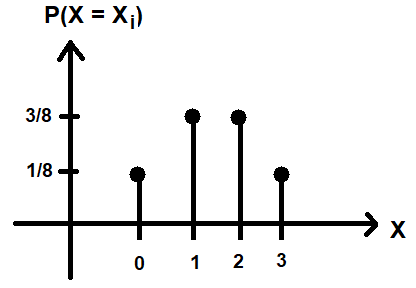 P(X = Xi)
3/8
1/8
X
0 1 2 3